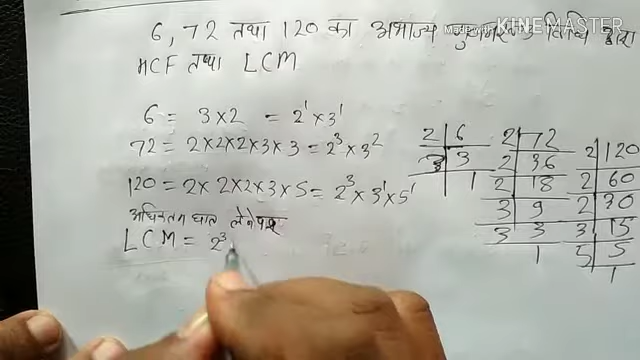 6, 72 तथा 120 का अभाज्य गुणनखण्ड विधि द्वारा
HCF तथा LCM
6 = 3×2 = 2¹×3¹
72 = 2×2×2×3×3 = 2³×3²
120 = 2×2×2×3×5 = 2³×3¹×5¹
अधिकतम घात लेने पर
LCM = 2³
2 6
3 3
1
2 72
2 36
2 18
3 9
3 3
1
2 120
2 60
2 30
3 15
5 5
1
KINEMASTER